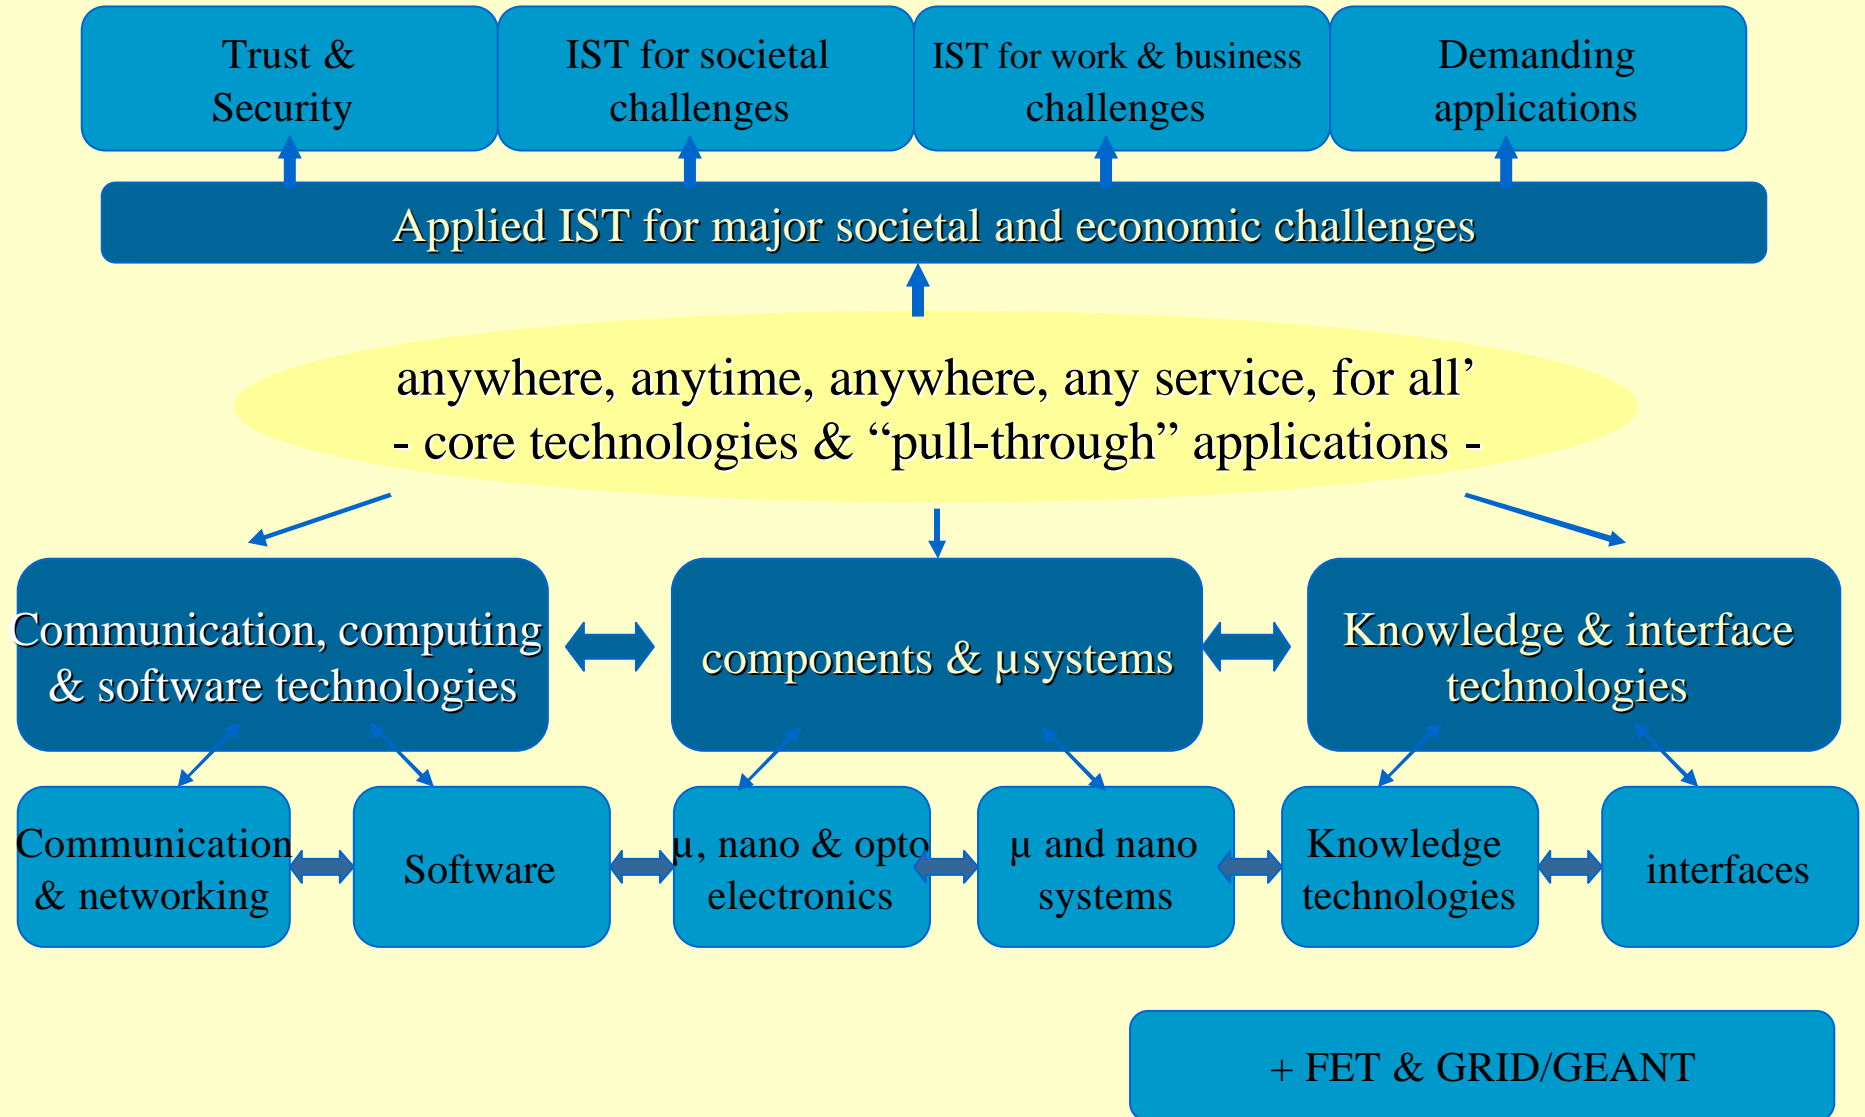 Trust &
Security
IST for societal
challenges
IST for work & business
challenges
Demanding
applications
Applied IST for major societal and economic challenges
anywhere, anytime, anywhere, any service, for all’
- core technologies & “pull-through” applications -
Communication, computing
& software technologies
components & µsystems
Knowledge & interface
technologies
Communication
& networking
Software
µ, nano & opto
electronics
µ and nano
systems
Knowledge
technologies
interfaces
+ FET & GRID/GEANT